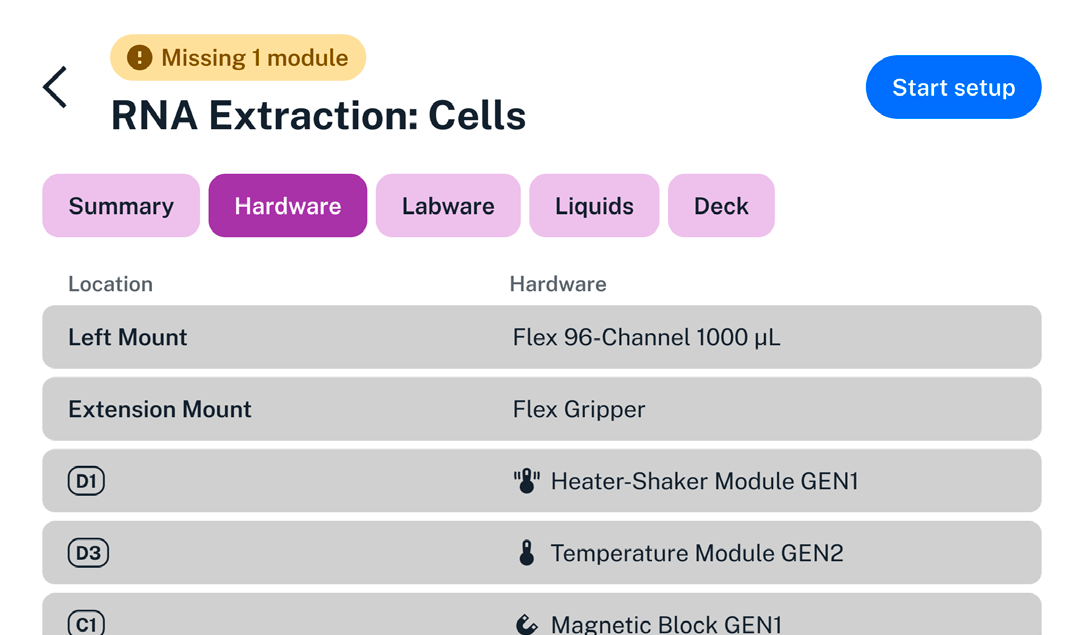 Missing 1 module
RNA Extraction: Cells
Start setup
Summary Hardware Labware Liquids Deck
Location Hardware
Left Mount Flex 96-Channel 1000 µL
Extension Mount Flex Gripper
D1 Heater-Shaker Module GEN1
D3 Temperature Module GEN2
C1 Magnetic Block GEN1